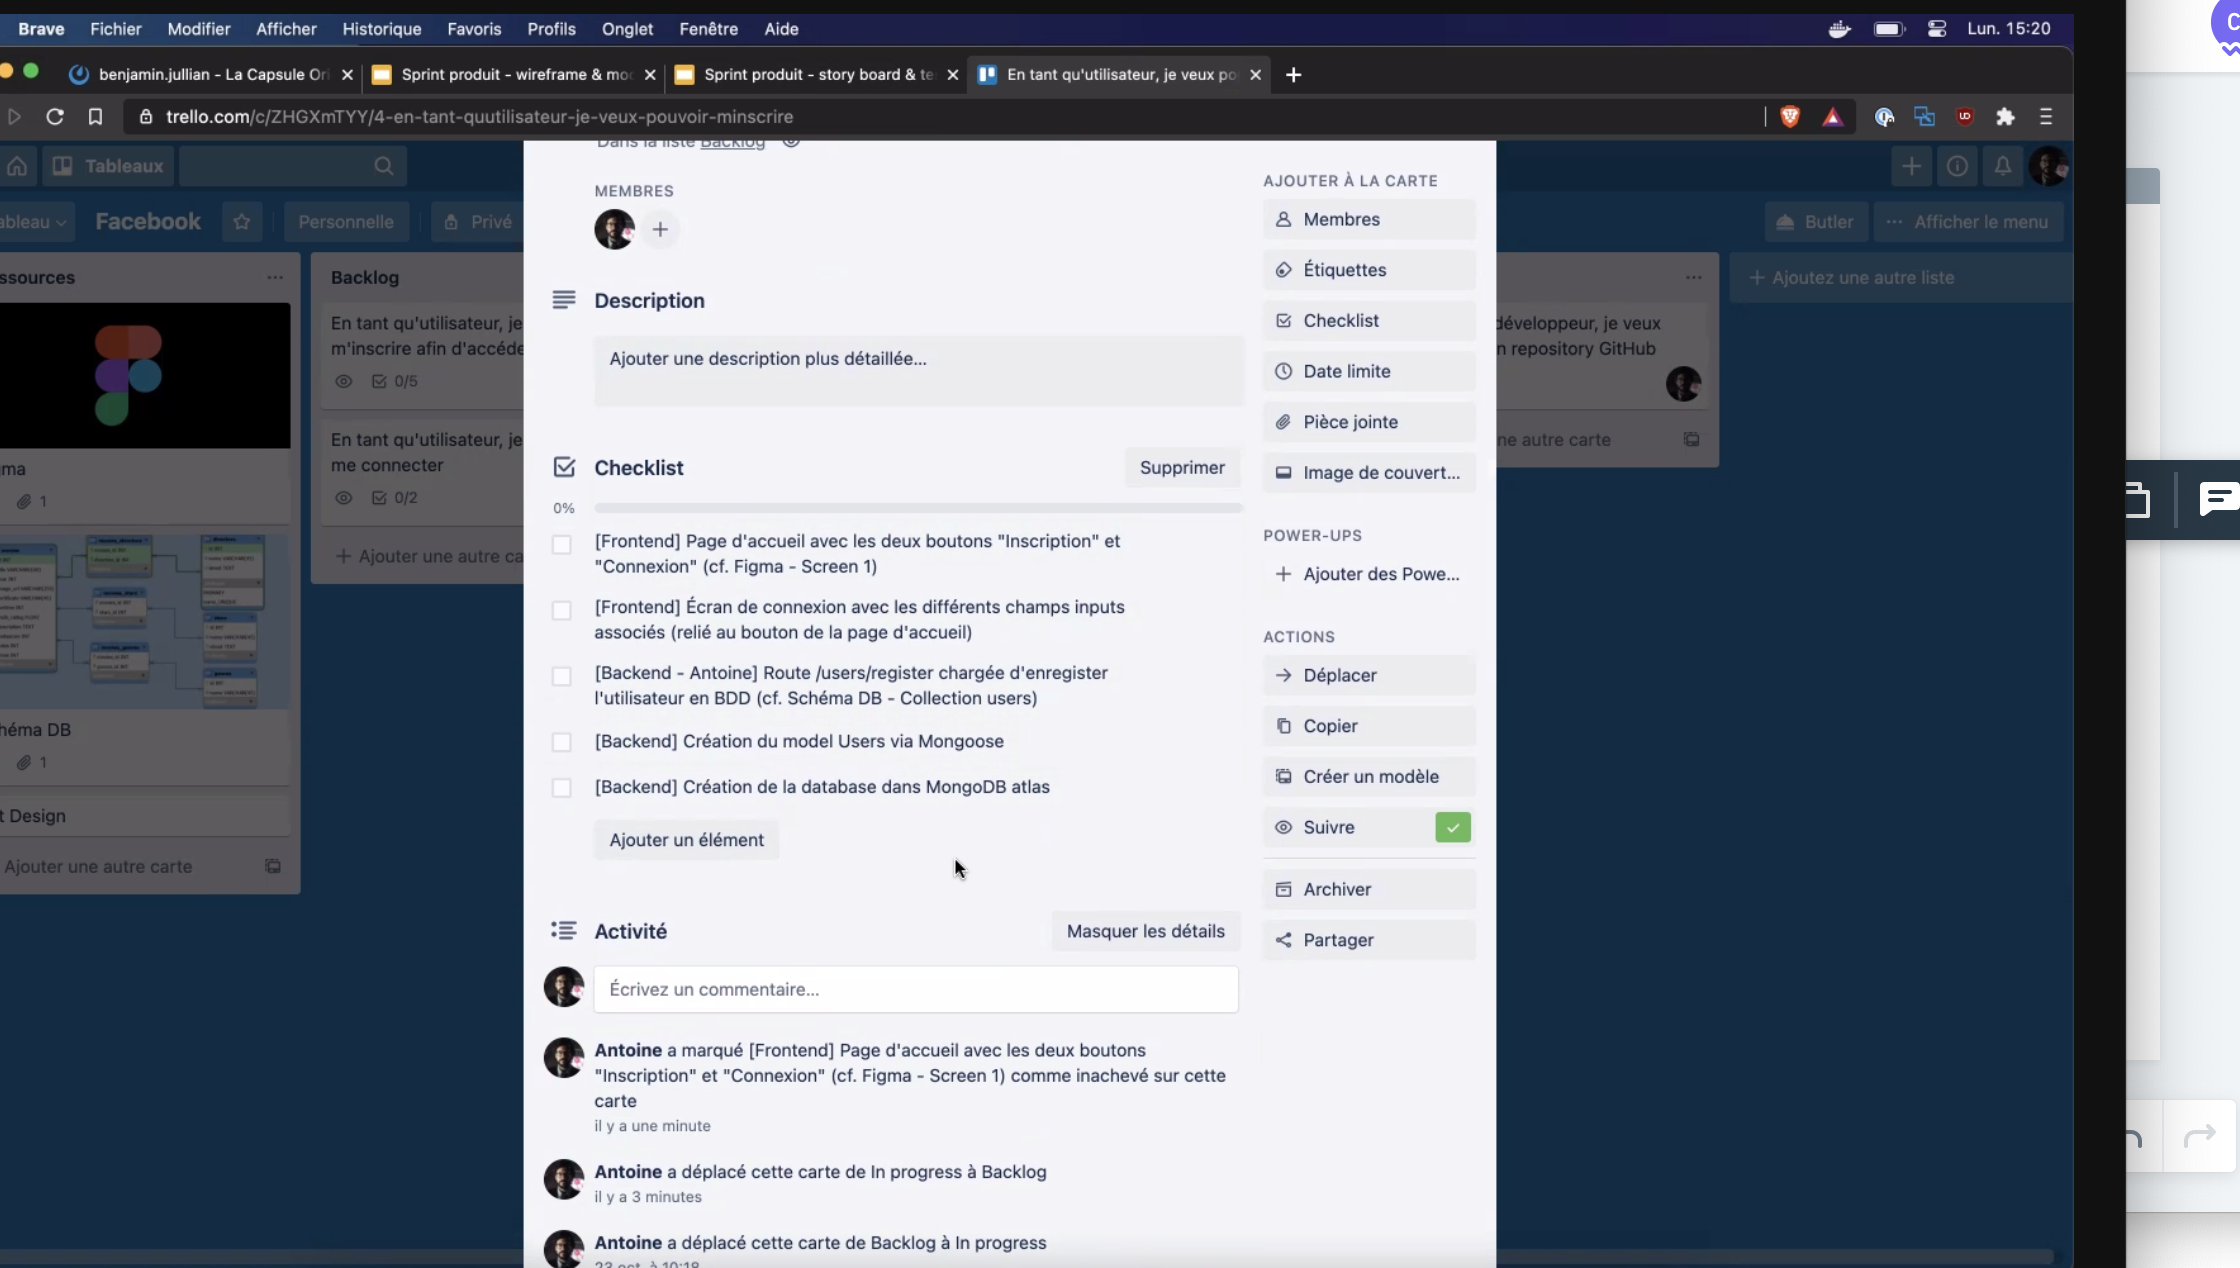 Brave Fichier Modifier Afficher Historique Favoris Profils Onglet Fenêtre Aide Lun. 15:20
benjamin.jullian - La Capsule Ori Sprint produit - wireframe & mo Sprint produit - story board & te En tant qu'utilisateur, je veux po
trello.com/c/ZHGXmTYY/4-en-tant-quutilisateur-je-veux-pouvoir-minscrire
Tableaux
ableau Facebook Personnelle Privé
Butler ··· Afficher le menu
ssources
gma
1
héma DB
1
t Design
Ajouter une autre carte
Backlog
En tant qu'utilisateur, je
m'inscrire afin d'accéde
0/5
En tant qu'utilisateur, je
me connecter
0/2
+ Ajouter une autre ca
Dans la liste Backlog
MEMBRES
Description
Ajouter une description plus détaillée…
Checklist
Supprimer
0%
[Frontend] Page d'accueil avec les deux boutons "Inscription" et
"Connexion" (cf. Figma - Screen 1)
[Frontend] Écran de connexion avec les différents champs inputs
associés (relié au bouton de la page d'accueil)
[Backend - Antoine] Route /users/register chargée d'enregister
l'utilisateur en BDD (cf. Schéma DB - Collection users)
[Backend] Création du model Users via Mongoose
[Backend] Création de la database dans MongoDB atlas
Ajouter un élément
Activité
Masquer les détails
Écrivez un commentaire…
Antoine a marqué [Frontend] Page d'accueil avec les deux boutons
"Inscription" et "Connexion" (cf. Figma - Screen 1) comme inachevé sur cette
carte
il y a une minute
Antoine a déplacé cette carte de In progress à Backlog
il y a 3 minutes
Antoine a déplacé cette carte de Backlog à In progress
23 oct. à 10:18
AJOUTER À LA CARTE
Membres
Étiquettes
Checklist
Date limite
Pièce jointe
Image de couvert...
POWER-UPS
+ Ajouter des Powe...
ACTIONS
Déplacer
Copier
Créer un modèle
Suivre
Archiver
Partager
développeur, je veux
n repository GitHub
ne autre carte
+ Ajoutez une autre liste